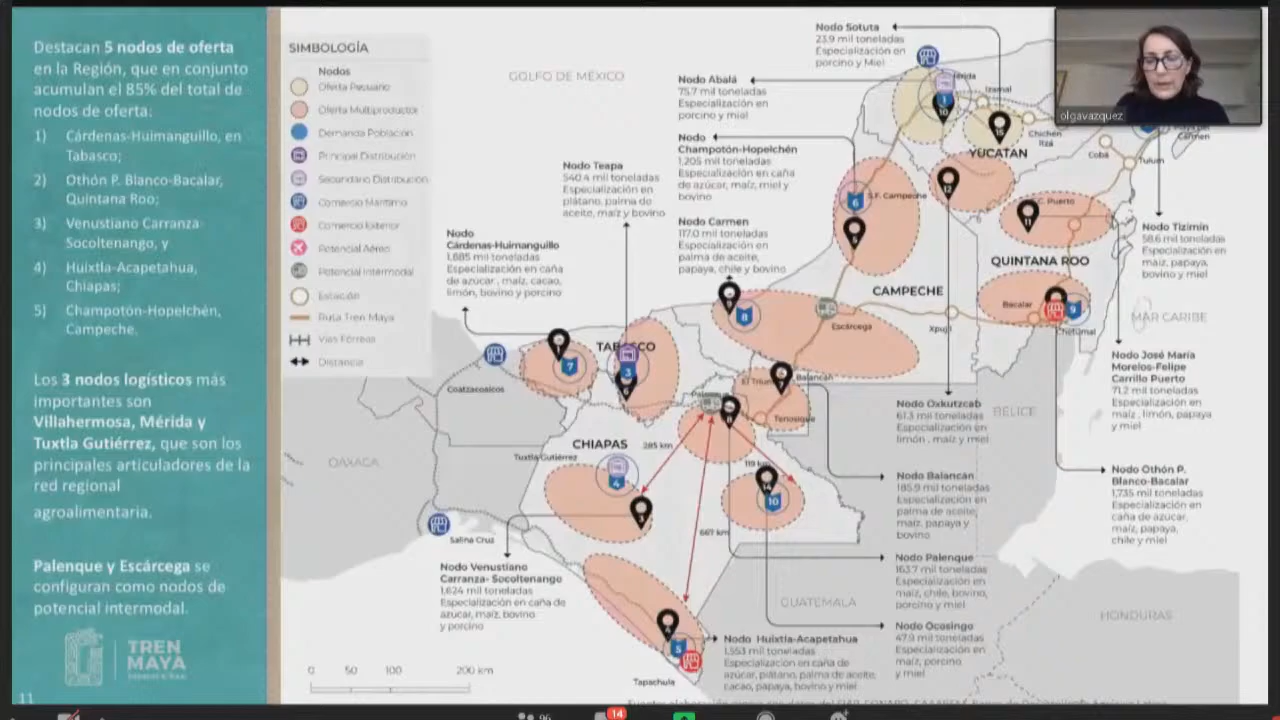 Destacan 5 nodos de oferta
en la Región, que en conjunto
acumulan el 85% del total de
nodos de oferta:
1) Cárdenas-Huimanguillo, en
Tabasco;
2) Othón P. Blanco-Bacalar,
Quintana Roo;
3) Venustiano Carranza-
Socoltenango, y
4) Huixtla-Acapetahua,
Chiapas;
5) Champotón-Hopelchén,
Campeche.
Los 3 nodos logísticos más
importantes son
Villahermosa, Mérida y
Tuxtla Gutiérrez, que son los
principales articuladores de la
red regional
agroalimentaria.
Palenque y Escárcega se
configuran como nodos de
potencial intermodal.
TREN
MAYA
11
SIMBOLOGÍA
Nodos
Oferta Pecuario
Oferta Multiproductor
Demanda Población
Principal Distribución
Secundario Distribución
Comercio Marítimo
Comercio Exterior
Potencial Aéreo
Potencial Intermodal
Estación
Ruta Tren Maya
Vías Férreas
Distancia
GOLFO DE MÉXICO
Nodo Sotuta
23.9 mil toneladas
Especialización en
porcino y Miel
Nodo Abalá
75.7 mil toneladas
Especialización en
porcino y miel
Nodo
Champotón-Hopelchén
1,205 mil toneladas
Especialización en caña
de azúcar, maíz, miel y
bovino
Nodo Teapa
540.4 mil toneladas
Especialización en
plátano, palma de
aceite, maíz y bovino
Nodo Carmen
117.0 mil toneladas
Especialización en
palma de aceite,
papaya, chile y bovino
Nodo
Cárdenas-Huimanguillo
1,885 mil toneladas
Especialización en caña
de azúcar, maíz, cacao,
limón, bovino y porcino
olgavazquez
Izamal
Chichen
Itzá
Cobá
Tulum
Carmen
YUCATÁN
S.F. Campeche
F.C. Puerto
QUINTANA ROO
Bacalar
Chetumal
CAMPECHE
Escárcega
Xpujil
MAR CARIBE
Nodo Tizimin
58.6 mil toneladas
Especialización en
maíz, papaya,
bovino y miel
Nodo José María
Morelos-Felipe
Carrillo Puerto
71.2 mil toneladas
Especialización en
maíz, limón, papaya
y miel
Nodo Othón P.
Blanco-Bacalar
1,735 mil toneladas
Especialización en
caña de azúcar,
maíz, papaya,
chile y miel
TABASCO
Coatzacoalcos
El Triunfo
Balancán
Tenosique
Palenque
CHIAPAS
Tuxtla Gutiérrez
285 km
119 km
667 km
OAXACA
Salina Cruz
BELICE
GUATEMALA
HONDURAS
Nodo Oxkutzcab
61.3 mil toneladas
Especialización en
limón, maíz y miel
Nodo Balancán
185.9 mil toneladas
Especialización en
palma de aceite,
maíz, papaya y
bovino
Nodo Palenque
163.7 mil toneladas
Especialización en
maíz, chile, bovino,
porcino y miel
Nodo Ocosingo
47.9 mil toneladas
Especialización en
maíz, porcino
y miel
Nodo Venustiano
Carranza- Socoltenango
1,624 mil toneladas
Especialización en caña de
azúcar, maíz, bovino
y porcino
Nodo Huixtla-Acapetahua
1,553 mil toneladas
Especialización en caña de
azúcar, plátano, palma de aceite,
cacao, papaya, bovino y miel
Tapachula
0 50 100 200 km
14
96